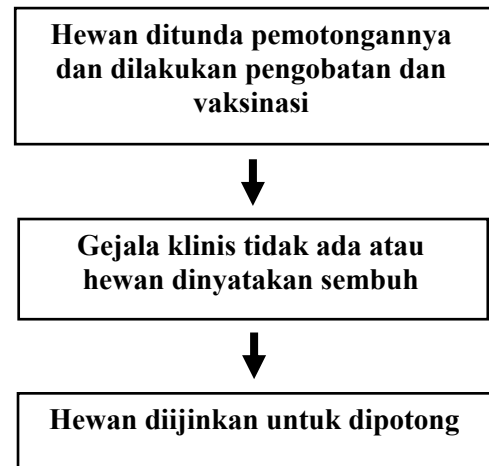 Hewan ditunda pemotongannya
dan dilakukan pengobatan dan
vaksinasi
Gejala klinis tidak ada atau
hewan dinyatakan sembuh
Hewan diijinkan untuk dipotong